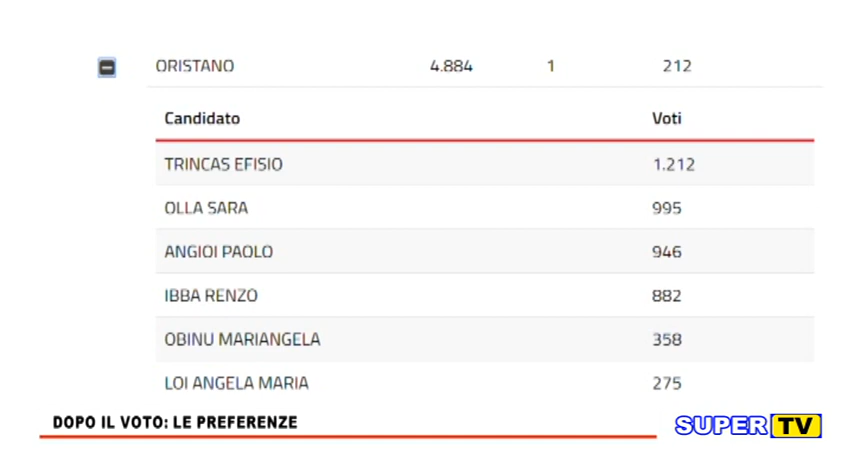 ORISTANO 4.884 1 212
Candidato Voti
TRINCAS EFISIO 1.212
OLLA SARA 995
ANGIOI PAOLO 946
IBBA RENZO 882
OBINU MARIANGELA 358
LOI ANGELA MARIA 275
DOPO IL VOTO: LE PREFERENZE
SUPER TV